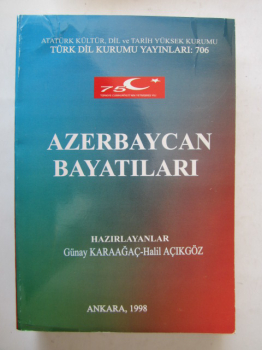 ATATÜRK KÜLTÜR, DİL ve TARİH YÜKSEK KURUMU
TÜRK DİL KURUMU YAYINLARI: 706
75
AZERBAYCAN
BAYATILARI
HAZIRLAYANLAR
Günay KARAAĞAÇ-Halil AÇIKGÖZ
ANKARA, 1998